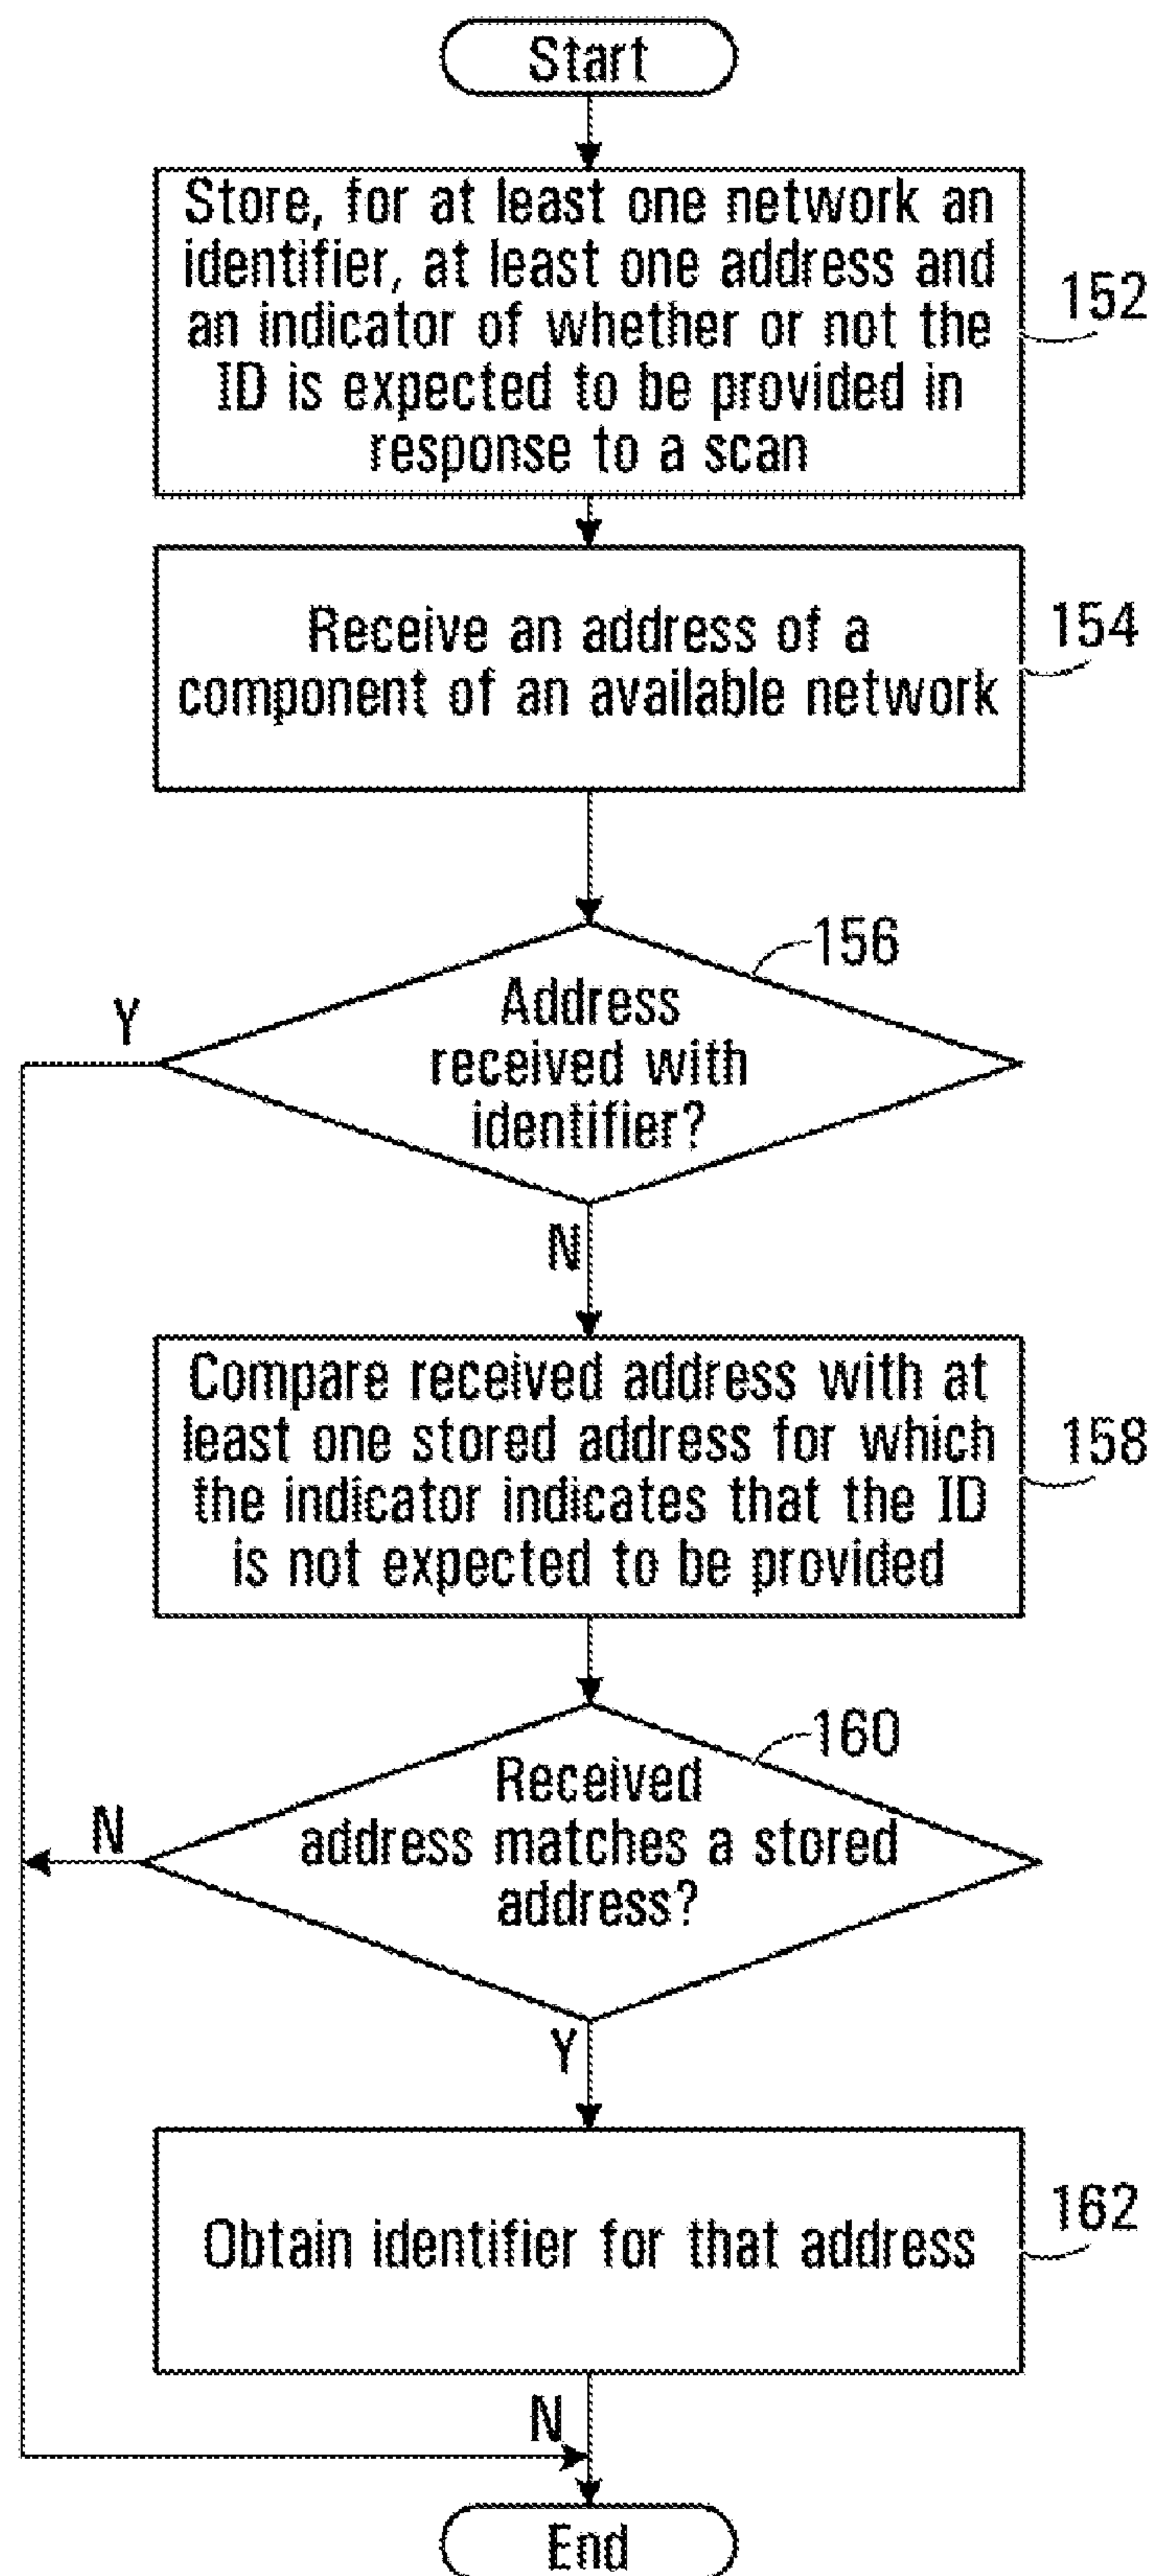 Start
Store, for at least one network an
identifier, at least one address and
an indicator of whether or not the
ID is expected to be provided in
response to a scan
152
Receive an address of a
component of an available network
154
156
Address
received with
identifier?
Y
N
Compare received address with at
least one stored address for which
the indicator indicates that the ID
is not expected to be provided
158
160
Received
address matches a stored
address?
N
Y
Obtain identifier for that address
162
N
End